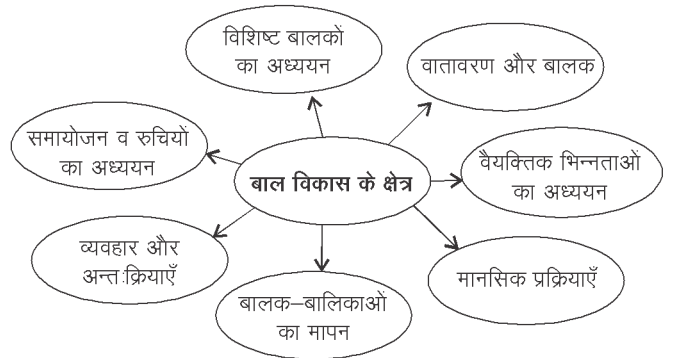 विशिष्ट बालकों
का अध्ययन
वातावरण और बालक
समायोजन व रुचियों
का अध्ययन
बाल विकास के क्षेत्र
वैयक्तिक भिन्नताओं
का अध्ययन
व्यवहार और
अन्तःक्रियाएँ
मानसिक प्रक्रियाएँ
बालक–बालिकाओं
का मापन